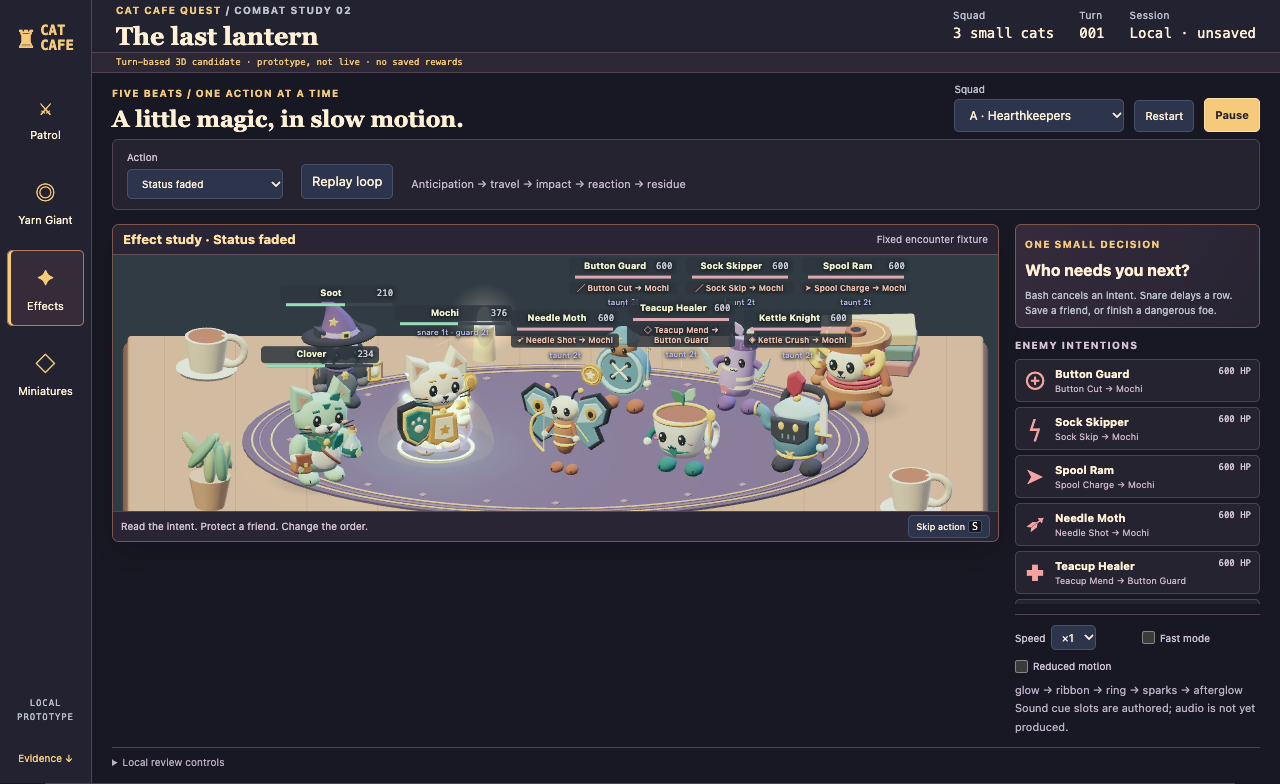 CAT
CAFE
CAT CAFE QUEST / COMBAT STUDY 02
The last lantern
Squad
3 small cats
Turn
001
Session
Local · unsaved
Turn-based 3D candidate · prototype, not live · no saved rewards
Patrol
Yarn Giant
Effects
Miniatures
LOCAL
PROTOTYPE
Evidence ↓
FIVE BEATS / ONE ACTION AT A TIME
A little magic, in slow motion.
Squad
A · Hearthkeepers
Restart
Pause
Action
Status faded
Replay loop
Anticipation → travel → impact → reaction → residue
Effect study · Status faded
Fixed encounter fixture
Button Guard 600
Button Cut → Mochi
taunt
Sock Skipper 600
Sock Skip → Mochi
Spool Ram 600
Spool Charge → Mochi
taunt 2t
Soot 210
Mochi 376
snare 1t · guard 2t
Clover 234
Needle Moth 600
Needle Shot → Mochi
taunt 2t
Teacup Healer 600
Teacup Mend →
Button Guard
taunt 2t
Kettle Knight 600
Kettle Crush → Mochi
taunt 2t
Read the intent. Protect a friend. Change the order.
Skip action S
ONE SMALL DECISION
Who needs you next?
Bash cancels an intent. Snare delays a row.
Save a friend, or finish a dangerous foe.
ENEMY INTENTIONS
Button Guard 600 HP
Button Cut → Mochi
Sock Skipper 600 HP
Sock Skip → Mochi
Spool Ram 600 HP
Spool Charge → Mochi
Needle Moth 600 HP
Needle Shot → Mochi
Teacup Healer 600 HP
Teacup Mend → Button Guard
Speed ×1 Fast mode
Reduced motion
glow → ribbon → ring → sparks → afterglow
Sound cue slots are authored; audio is not yet
produced.
Local review controls